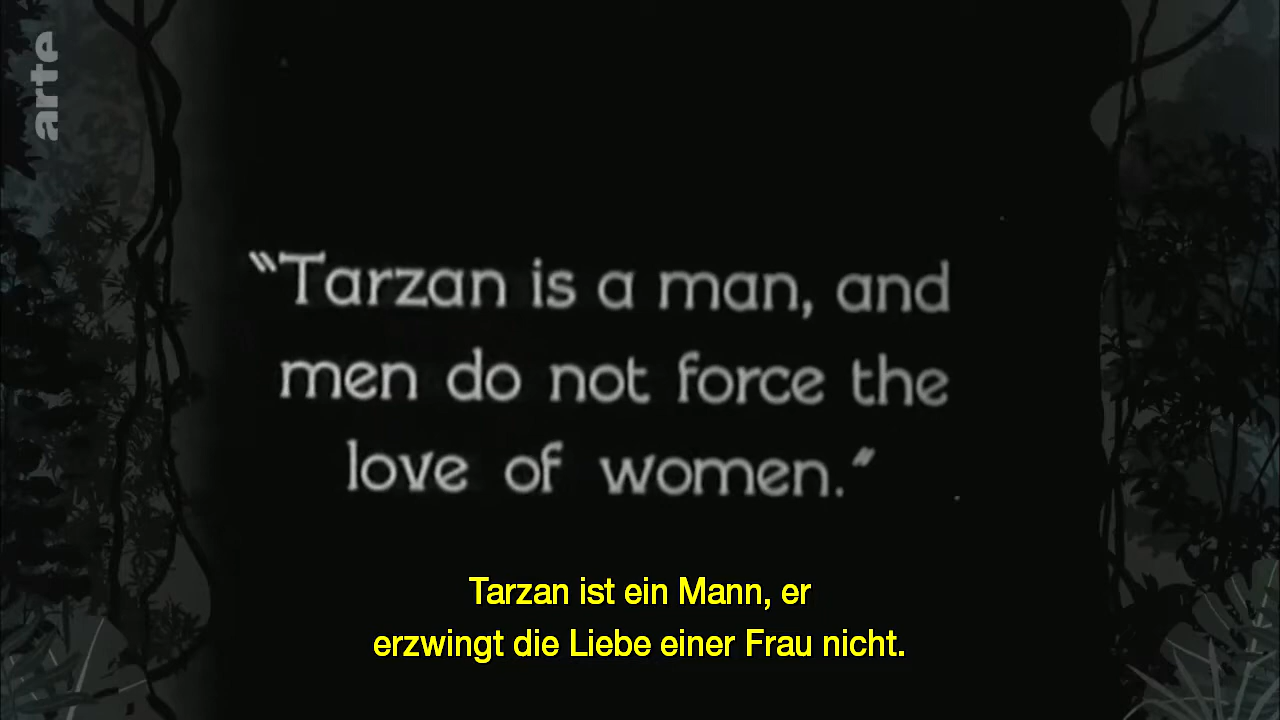 arte
"Tarzan is a man, and
men do not force the
love of women."
Tarzan ist ein Mann, er
erzwingt die Liebe einer Frau nicht.